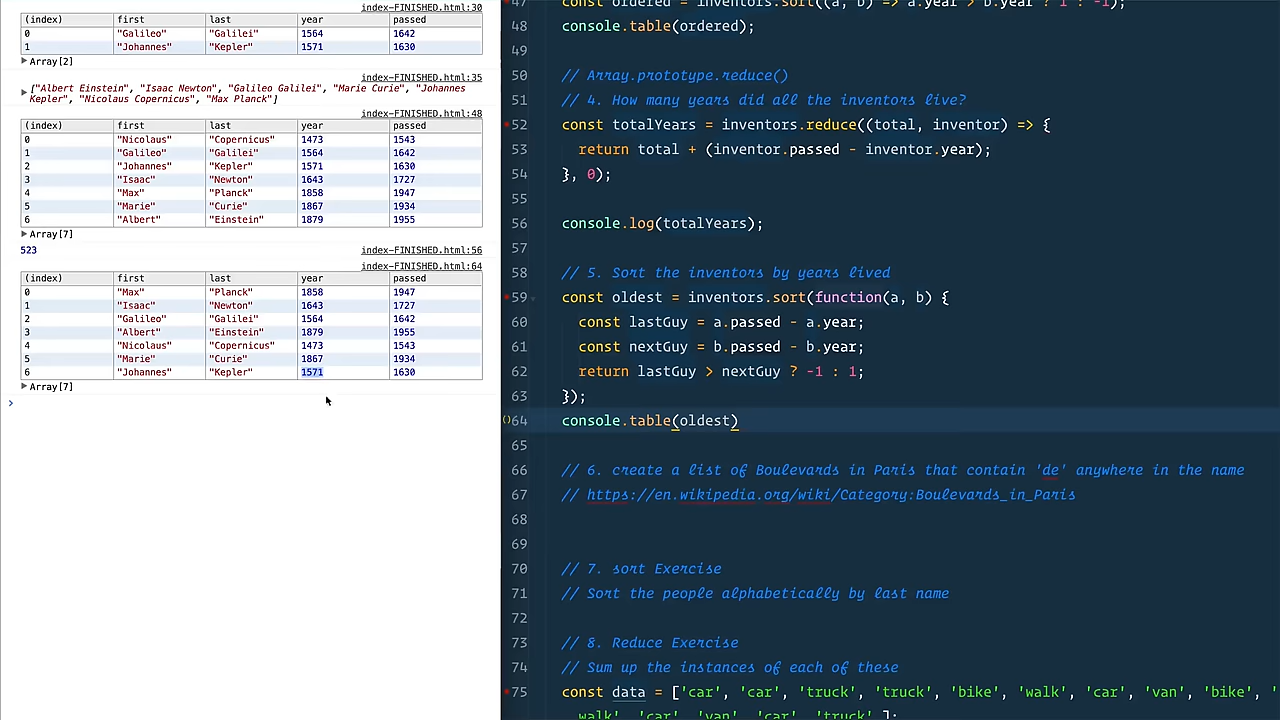 index-FINISHED.html:30
(index) first last year passed
0 "Galileo" "Galilei" 1564 1642
1 "Johannes" "Kepler" 1571 1630
▶ Array[2]
index-FINISHED.html:35
▶ ["Albert Einstein", "Isaac Newton", "Galileo Galilei", "Marie Curie", "Johannes
Kepler", "Nicolaus Copernicus", "Max Planck"]
index-FINISHED.html:48
(index) first last year passed
0 "Nicolaus" "Copernicus" 1473 1543
1 "Galileo" "Galilei" 1564 1642
2 "Johannes" "Kepler" 1571 1630
3 "Isaac" "Newton" 1643 1727
4 "Max" "Planck" 1858 1947
5 "Marie" "Curie" 1867 1934
6 "Albert" "Einstein" 1879 1955
▶ Array[7]
523 index-FINISHED.html:56
index-FINISHED.html:64
(index) first last year passed
0 "Max" "Planck" 1858 1947
1 "Isaac" "Newton" 1643 1727
2 "Galileo" "Galilei" 1564 1642
3 "Albert" "Einstein" 1879 1955
4 "Nicolaus" "Copernicus" 1473 1543
5 "Marie" "Curie" 1867 1934
6 "Johannes" "Kepler" 1571 1630
▶ Array[7]
>
47 const ordered = inventors.sort((a, b) => a.year > b.year ? 1 : -1);
48 console.table(ordered);
49
50 // Array.prototype.reduce()
51 // 4. How many years did all the inventors live?
52 const totalYears = inventors.reduce((total, inventor) => {
53 return total + (inventor.passed - inventor.year);
54 }, 0);
55
56 console.log(totalYears);
57
58 // 5. Sort the inventors by years lived
59 const oldest = inventors.sort(function(a, b) {
60 const lastGuy = a.passed - a.year;
61 const nextGuy = b.passed - b.year;
62 return lastGuy > nextGuy ? -1 : 1;
63 });
()64 console.table(oldest)
65
66 // 6. create a list of Boulevards in Paris that contain 'de' anywhere in the name
67 // https://en.wikipedia.org/wiki/Category:Boulevards_in_Paris
68
69
70 // 7. sort Exercise
71 // Sort the people alphabetically by last name
72
73 // 8. Reduce Exercise
74 // Sum up the instances of each of these
75 const data = ['car', 'car', 'truck', 'truck', 'bike', 'walk', 'car', 'van', 'bike', '
walk', 'car', 'van', 'car', 'truck' ];